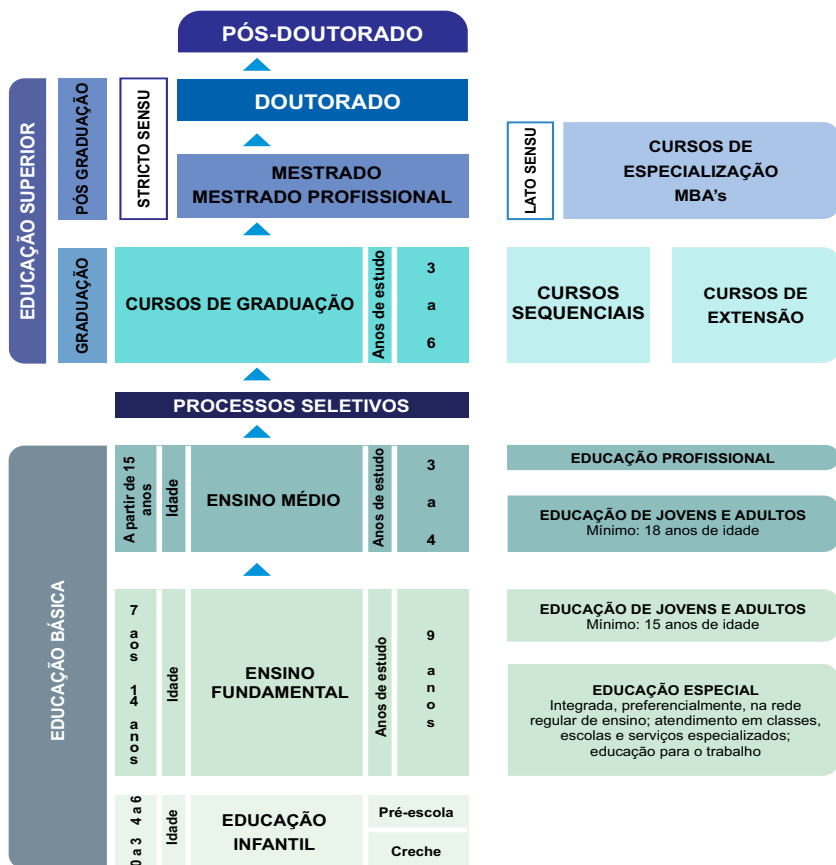 PÓS-DOUTORADO
EDUCAÇÃO SUPERIOR
PÓS GRADUAÇÃO
STRICTO SENSU
DOUTORADO
MESTRADO
MESTRADO PROFISSIONAL
LATO SENSU
CURSOS DE
ESPECIALIZAÇÃO
MBA's
GRADUAÇÃO
CURSOS DE GRADUAÇÃO
Anos de estudo
3
a
6
CURSOS
SEQUENCIAIS
CURSOS DE
EXTENSÃO
PROCESSOS SELETIVOS
EDUCAÇÃO BÁSICA
A partir de 15
anos
Idade
ENSINO MÉDIO
Anos de estudo
3
a
4
EDUCAÇÃO PROFISSIONAL
EDUCAÇÃO DE JOVENS E ADULTOS
Mínimo: 18 anos de idade
7 aos 14 anos
Idade
ENSINO
FUNDAMENTAL
Anos de estudo
9 anos
EDUCAÇÃO DE JOVENS E ADULTOS
Mínimo: 15 anos de idade
EDUCAÇÃO ESPECIAL
Integrada, preferencialmente, na rede
regular de ensino; atendimento em classes,
escolas e serviços especializados;
educação para o trabalho
0 a 3 4 a 6
Idade
EDUCAÇÃO
INFANTIL
Pré-escola
Creche